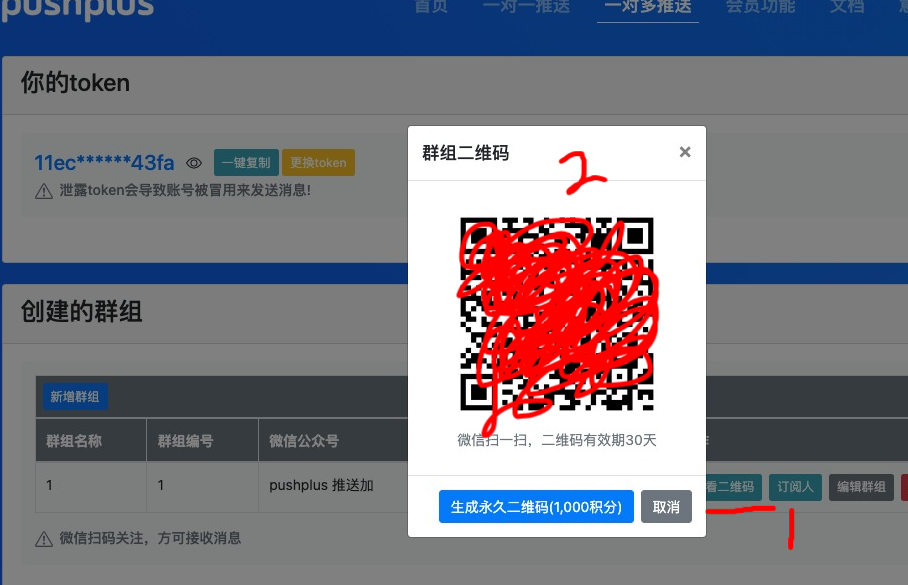 pushplus
首页 一对一推送 一对多推送 会员功能 文档
你的token
11ec******43fa 一键复制 更换token
泄露token会导致账号被冒用来发送消息!
群组二维码 ×
2
微信扫一扫，二维码有效期30天
生成永久二维码(1,000积分) 取消
创建的群组
新增群组
群组名称 群组编号 微信公众号
1 1 pushplus 推送加 看二维码 订阅人 编辑群组
1
微信扫码关注，方可接收消息